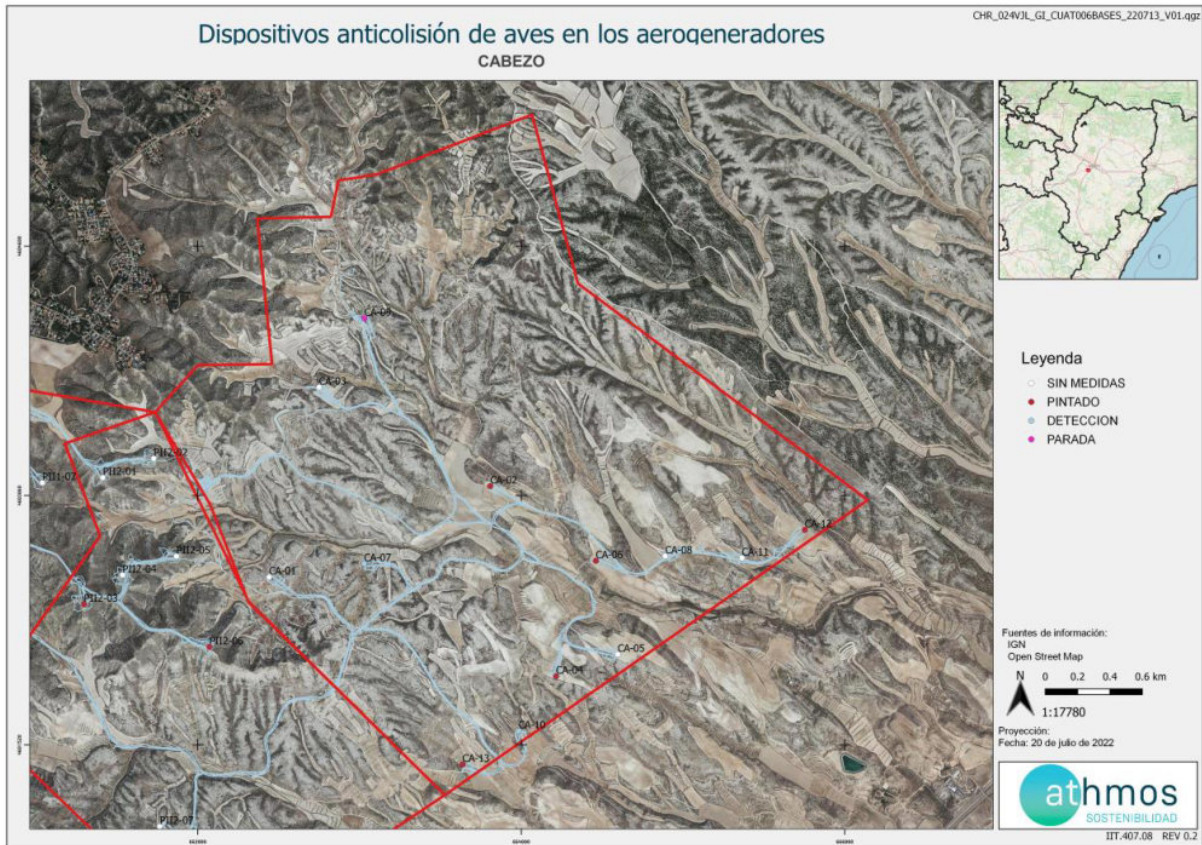 CHR_024VJL_GI_CUAT006BASES_220713_V01.qgz
Dispositivos anticolisión de aves en los aerogeneradores
CABEZO
CA-09
CA-03
PII2-02
PII2-01
PII1-07
CA-02
CA-12
PII2-05
CA-06
CA-08
CA-11
CA-07
PII2-04
CA-01
PII2-03
PII2-06
CA-05
CA-04
CA-10
CA-13
PII2-07
Leyenda
SIN MEDIDAS
PINTADO
DETECCION
PARADA
Fuentes de información:
IGN
Open Street Map
N
0 0.2 0.4 0.6 km
1:17780
Proyección:
Fecha: 20 de julio de 2022
athmos
SOSTENIBILIDAD
IIT.407.08 REV 0.2